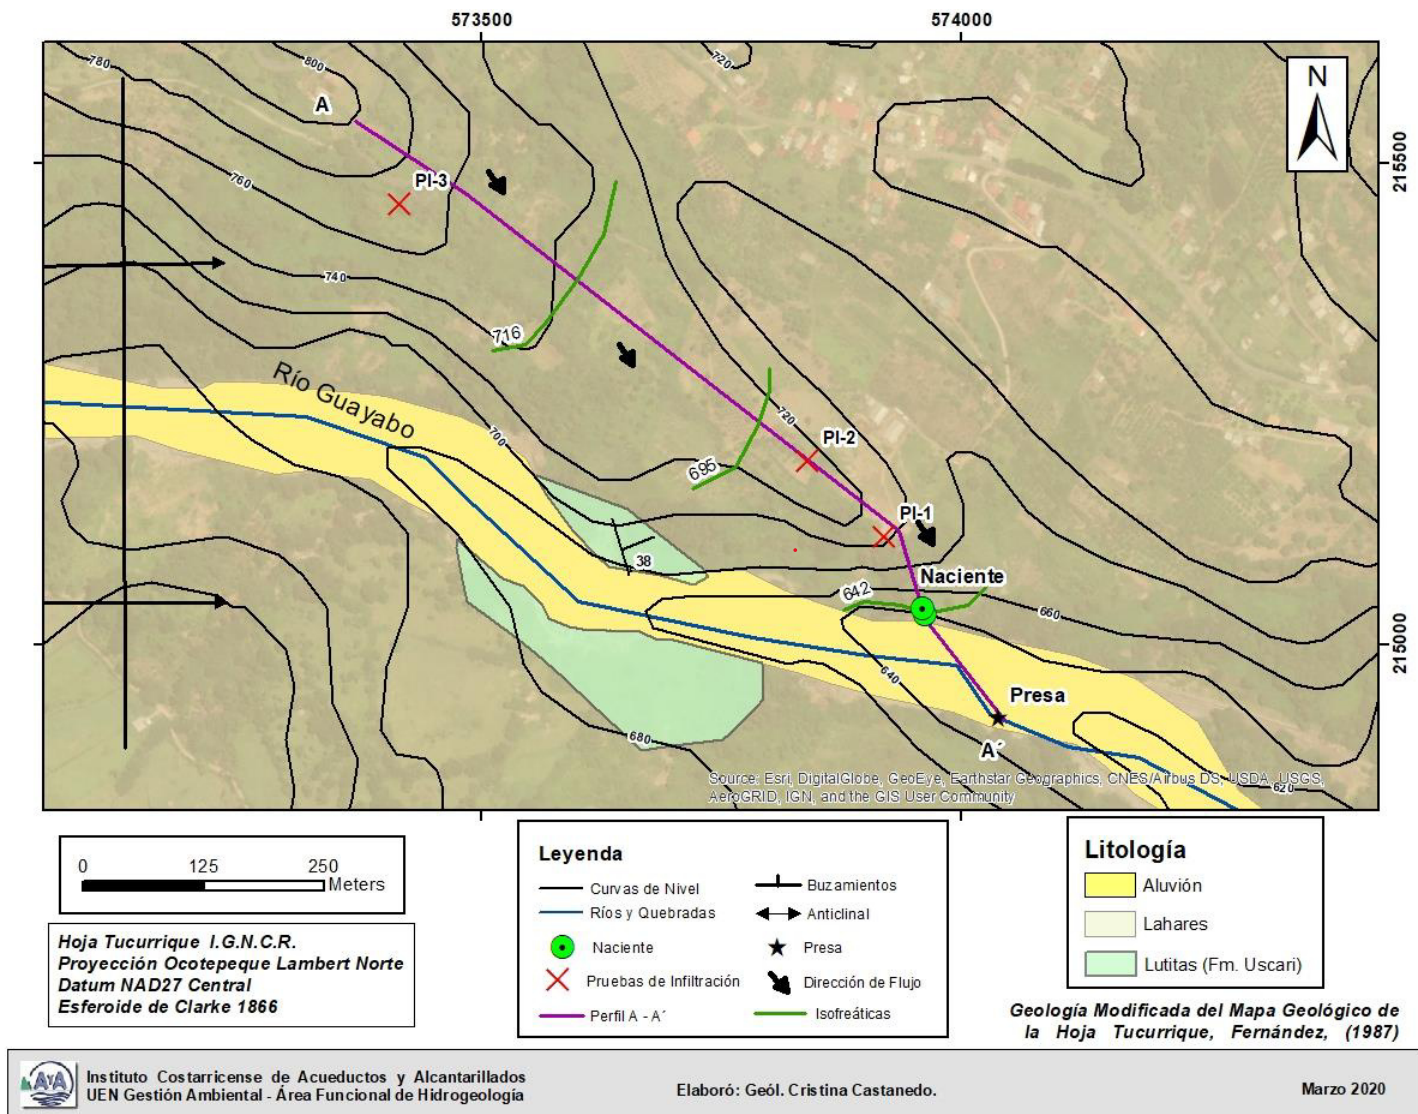 573500
574000
780
800
720
N
A
215500
PI-3
760
740
716
Río Guayabo
720
700
PI-2
695
PI-1
38
Naciente
642
660
215000
640
Presa
680
A´
Source: Esri, DigitalGlobe, GeoEye, Earthstar Geographics, CNES/Airbus DS, USDA, USGS,
AeroGRID, IGN, and the GIS User Community
620
0 125 250
Meters
Hoja Tucurrique I.G.N.C.R.
Proyección Ocotepeque Lambert Norte
Datum NAD27 Central
Esferoide de Clarke 1866
Leyenda
Curvas de Nivel
Ríos y Quebradas
Naciente
Pruebas de Infiltración
Perfil A - A´
Buzamientos
Anticlinal
Presa
Dirección de Flujo
Isofreáticas
Litología
Aluvión
Lahares
Lutitas (Fm. Uscari)
Geología Modificada del Mapa Geológico de
la Hoja Tucurrique, Fernández, (1987)
AyA
Instituto Costarricense de Acueductos y Alcantarillados
UEN Gestión Ambiental - Área Funcional de Hidrogeología
Elaboró: Geól. Cristina Castanedo.
Marzo 2020